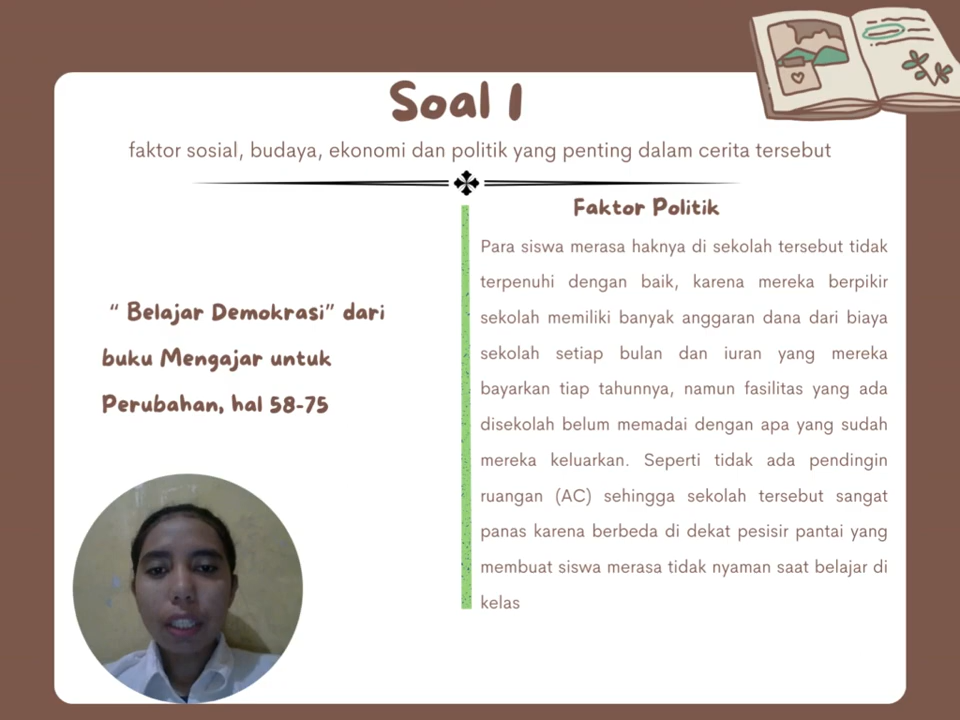 Soal 1
faktor sosial, budaya, ekonomi dan politik yang penting dalam cerita tersebut
“ Belajar Demokrasi” dari
buku Mengajar untuk
Perubahan, hal 58-75
Faktor Politik
Para siswa merasa haknya di sekolah tersebut tidak
terpenuhi dengan baik, karena mereka berpikir
sekolah memiliki banyak anggaran dana dari biaya
sekolah setiap bulan dan iuran yang mereka
bayarkan tiap tahunnya, namun fasilitas yang ada
disekolah belum memadai dengan apa yang sudah
mereka keluarkan. Seperti tidak ada pendingin
ruangan (AC) sehingga sekolah tersebut sangat
panas karena berbeda di dekat pesisir pantai yang
membuat siswa merasa tidak nyaman saat belajar di
kelas